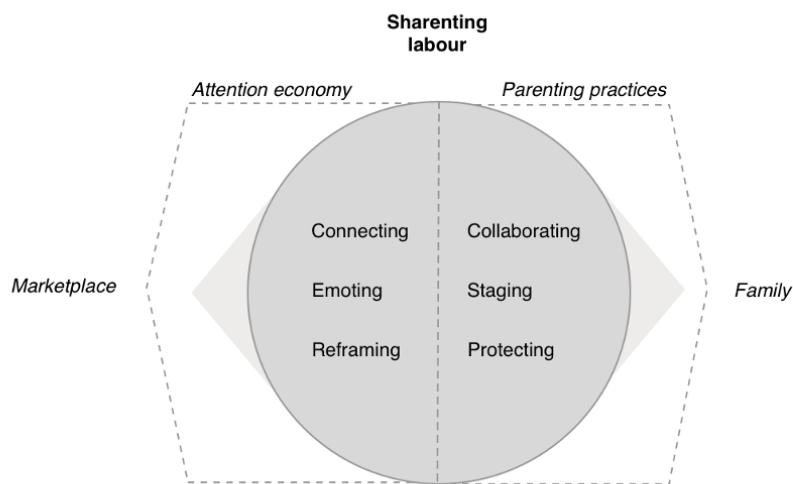 Sharenting
labour
Attention economy
Parenting practices
Connecting
Collaborating
Marketplace
Emoting
Staging
Family
Reframing
Protecting